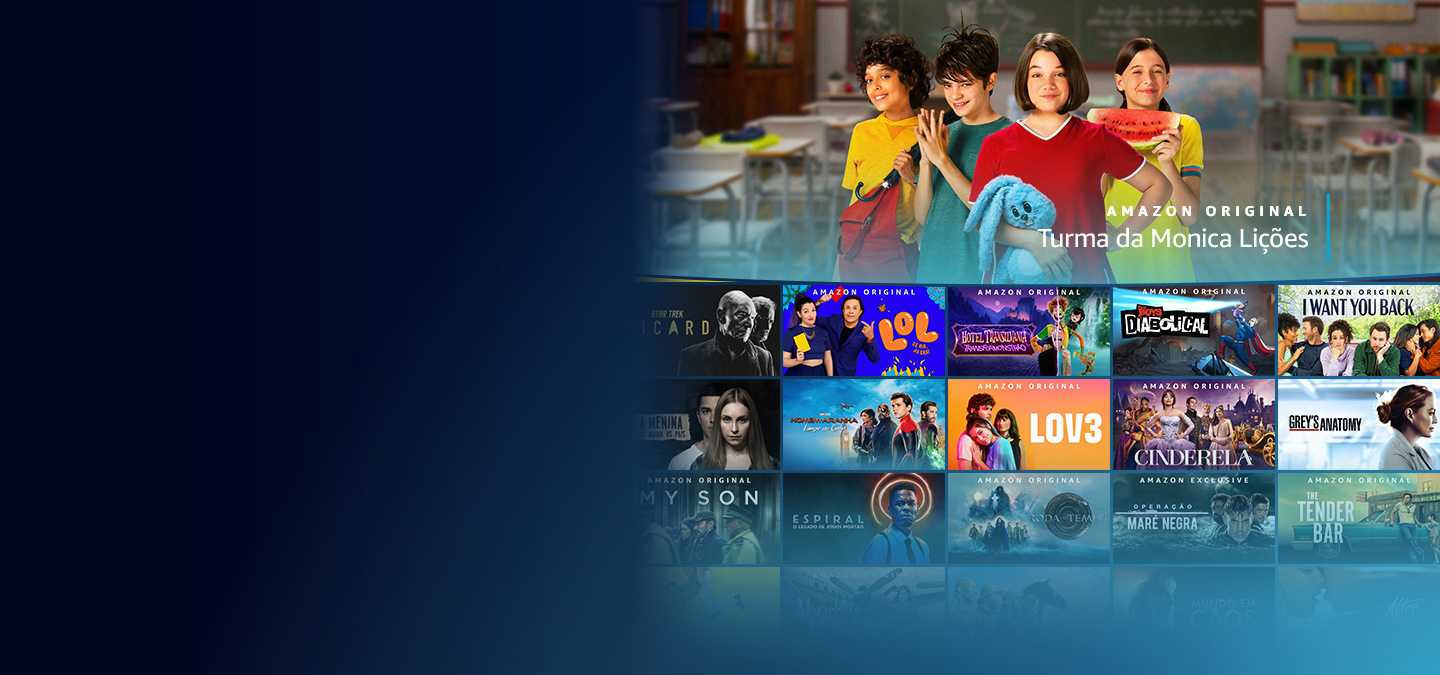 AMAZON ORIGINAL
Turma da Monica Lições
STAR TREK
ICARD
AMAZON ORIGINAL
LOL
SE RIR,
JÁ ERA!
AMAZON ORIGINAL
HOTEL TRANSILVÂNIA
TRANSFORMONSTRÃO
AMAZON ORIGINAL
THE BOYS
DIABOLICAL
AMAZON ORIGINAL
I WANT YOU BACK
A MENINA
QUE MATOU OS PAIS
HOMEM-ARANHA
Longe de Casa
AMAZON ORIGINAL
LOV3
AMAZON ORIGINAL
CINDERELA
GREY'S ANATOMY
AMAZON ORIGINAL
MY SON
ESPIRAL
O LEGADO DE JOGOS MORTAIS
AMAZON ORIGINAL
RODA DO TEMPO
AMAZON EXCLUSIVE
OPERAÇÃO
MARÉ NEGRA
AMAZON ORIGINAL
THE
TENDER
BAR
AMAZON ORIGINAL
MUNDO EM
CAOS